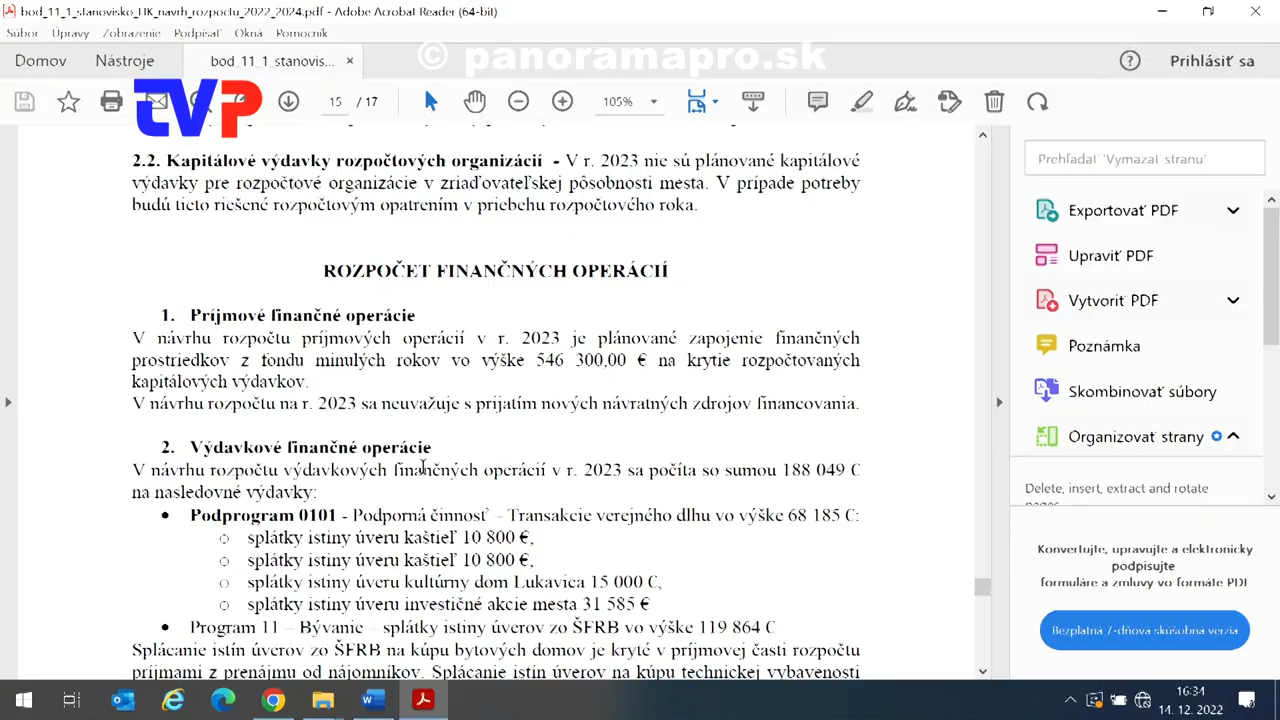 bod_11_1_stanovisko_HK_navrh_rozpoctu_2022_2024.pdf - Adobe Acrobat Reader (64-bit)
Súbor Úpravy Zobrazenie Podpísať Okná Pomocník
© panoramapro.sk
Domov Nástroje bod_11_1_stanovis... × Prihlásiť sa
TVP
15 / 17 105%
2.2. Kapitálové výdavky rozpočtových organizácií - V r. 2023 nie sú plánované kapitálové
výdavky pre rozpočtové organizácie v zriaďovateľskej pôsobnosti mesta. V prípade potreby
budú tieto riešené rozpočtovým opatrením v priebehu rozpočtového roka.
ROZPOČET FINANČNÝCH OPERÁCIÍ
1. Príjmové finančné operácie
V návrhu rozpočtu príjmových operácií v r. 2023 je plánované zapojenie finančných
prostriedkov z fondu minulých rokov vo výške 546 300,00 € na krytie rozpočtovaných
kapitálových výdavkov.
V návrhu rozpočtu na r. 2023 sa neuvažuje s prijatím nových návratných zdrojov financovania.
2. Výdavkové finančné operácie
V návrhu rozpočtu výdavkových finančných operácií v r. 2023 sa počíta so sumou 188 049 €
na nasledovné výdavky:
• Podprogram 0101 - Podporná činnosť – Transakcie verejného dlhu vo výške 68 185 €:
○ splátky istiny úveru kaštieľ 10 800 €,
○ splátky istiny úveru kaštieľ 10 800 €,
○ splátky istiny úveru kultúrny dom Lukavica 15 000 €,
○ splátky istiny úveru investičné akcie mesta 31 585 €
• Program 11 – Bývanie – splátky istiny úverov zo ŠFRB vo výške 119 864 €
Splácanie istín úverov zo ŠFRB na kúpu bytových domov je kryté v príjmovej časti rozpočtu
príjmami z prenájmu od nájomníkov. Splácanie istín úverov na kúpu technickej vybavenosti
Prehľadať 'Vymazať stranu'
Exportovať PDF
Upraviť PDF
Vytvoriť PDF
Poznámka
Skombinovať súbory
Organizovať strany
Delete, insert, extract and rotate
pages.
Konvertujte, upravujte a elektronicky
podpisujte
formuláre a zmluvy vo formáte PDF
Bezplatná 7-dňová skúšobná verzia
16:34
14. 12. 2022